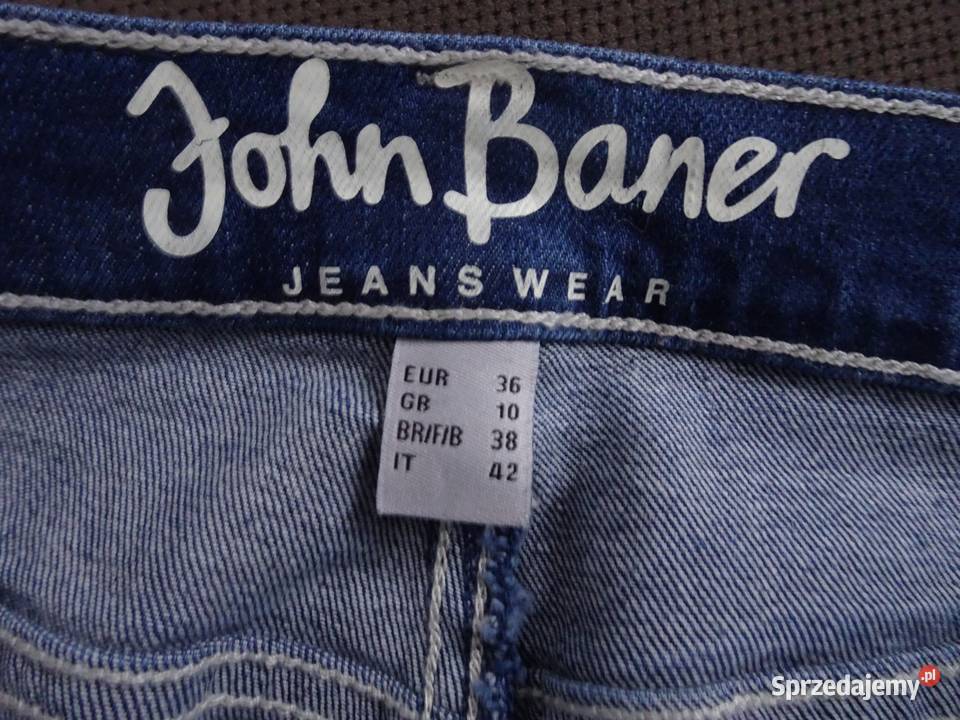 John Baner
JEANS WEAR
EUR 36
GB 10
BR/F/B 38
IT 42
Sprzedajemy.pl